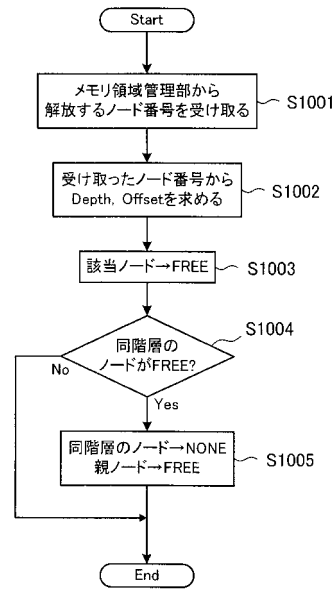 Start
メモリ領域管理部から
解放するノード番号を受け取る
S1001
受け取ったノード番号から
Depth, Offsetを求める
S1002
該当ノード→FREE
S1003
同階層の
ノードがFREE?
S1004
No
Yes
同階層のノード→NONE
親ノード→FREE
S1005
End